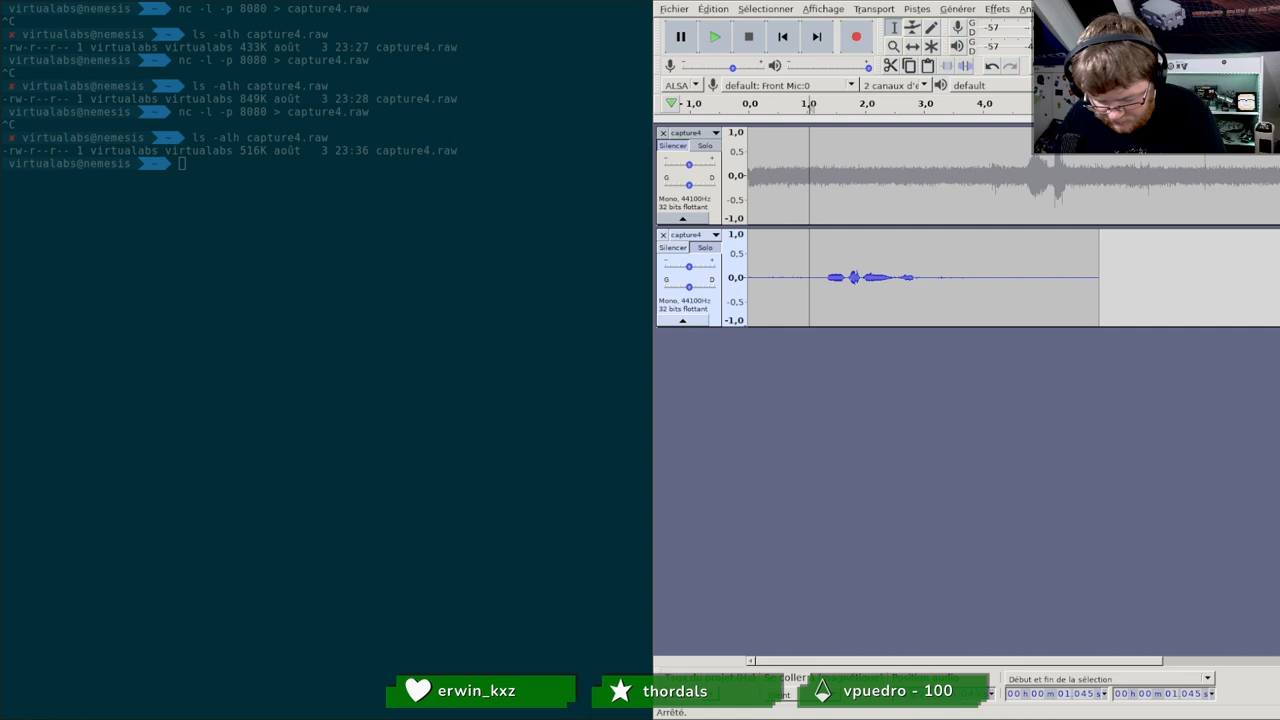 virtualabs@nemesis ~ nc -l -p 8080 > capture4.raw
^C
✘ virtualabs@nemesis ~ ls -alh capture4.raw
-rw-r--r-- 1 virtualabs virtualabs 433K août 3 23:27 capture4.raw
virtualabs@nemesis ~ nc -l -p 8080 > capture4.raw
^C
✘ virtualabs@nemesis ~ ls -alh capture4.raw
-rw-r--r-- 1 virtualabs virtualabs 849K août 3 23:28 capture4.raw
virtualabs@nemesis ~ nc -l -p 8080 > capture4.raw
^C
✘ virtualabs@nemesis ~ ls -alh capture4.raw
-rw-r--r-- 1 virtualabs virtualabs 516K août 3 23:36 capture4.raw
virtualabs@nemesis ~
Fichier Édition Sélectionner Affichage Transport Pistes Générer Effets
G -57
D
G -57
D
ALSA default: Front Mic:0 2 canaux d'e default
- 1,0 0,0 1,0 2,0 3,0 4,0
capture4
Silencer Solo
- +
G D
Mono, 44100Hz
32 bits flottant
1,0
0,5
0,0
-0,5
-1,0
capture4
Silencer Solo
- +
G D
Mono, 44100Hz
32 bits flottant
1,0
0,5
0,0
-0,5
-1,0
Début et fin de la sélection
00 h 00 m 01.045 s 00 h 00 m 01.045 s
Arrêté.
erwin_kxz
thordals
vpuedro - 100